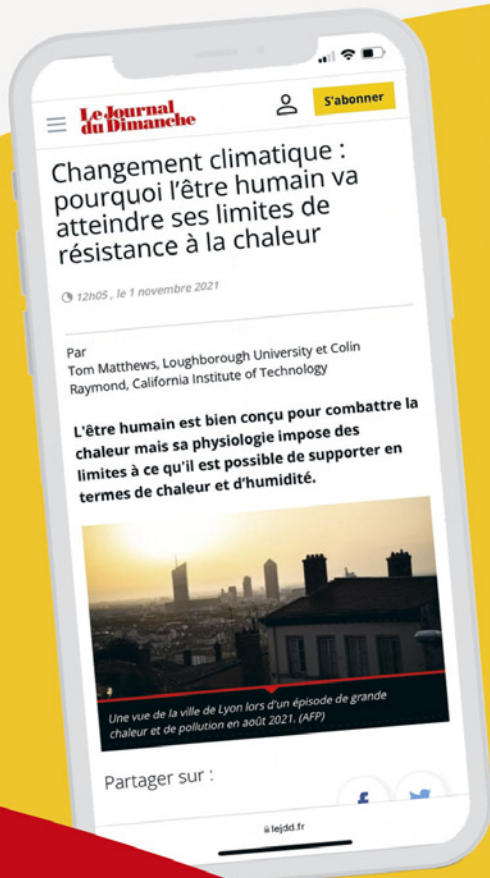 Le Journal
du Dimanche
S'abonner
Changement climatique :
pourquoi l'être humain va
atteindre ses limites de
résistance à la chaleur
12h05 , le 1 novembre 2021
Par
Tom Matthews, Loughborough University et Colin
Raymond, California Institute of Technology
L'être humain est bien conçu pour combattre la
chaleur mais sa physiologie impose des
limites à ce qu'il est possible de supporter en
termes de chaleur et d'humidité.
Une vue de la ville de Lyon lors d'un épisode de grande
chaleur et de pollution en août 2021. (AFP)
Partager sur :
lejdd.fr